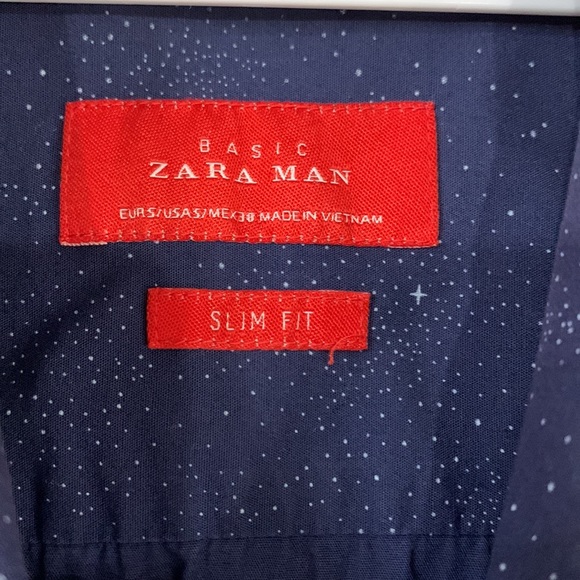 BASIC
ZARA MAN
EUR S/USA S/MEX 38 MADE IN VIETNAM
SLIM FIT